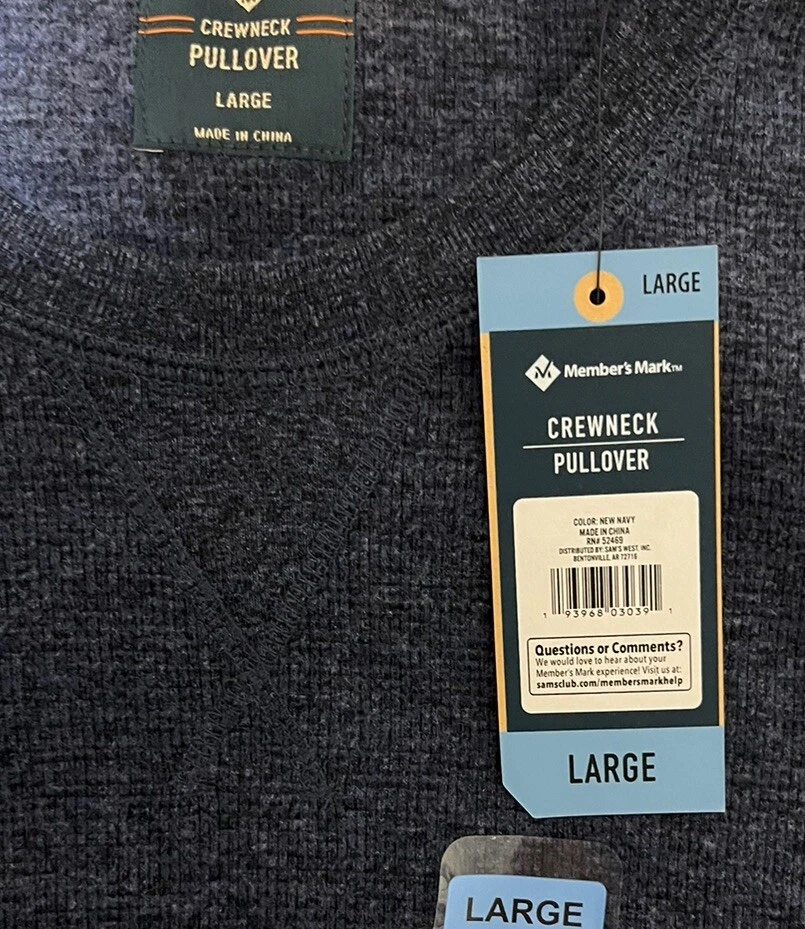 CREWNECK
PULLOVER
LARGE
MADE IN CHINA
LARGE
Member's Mark™
CREWNECK
PULLOVER
COLOR: NEW NAVY
MADE IN CHINA
RN# 52469
DISTRIBUTED BY: SAM'S WEST, INC.
BENTONVILLE, AR 72716
1 93968 03039 1
Questions or Comments?
We would love to hear about your
Member's Mark experience! Visit us at:
samsclub.com/membersmarkhelp
LARGE
LARGE